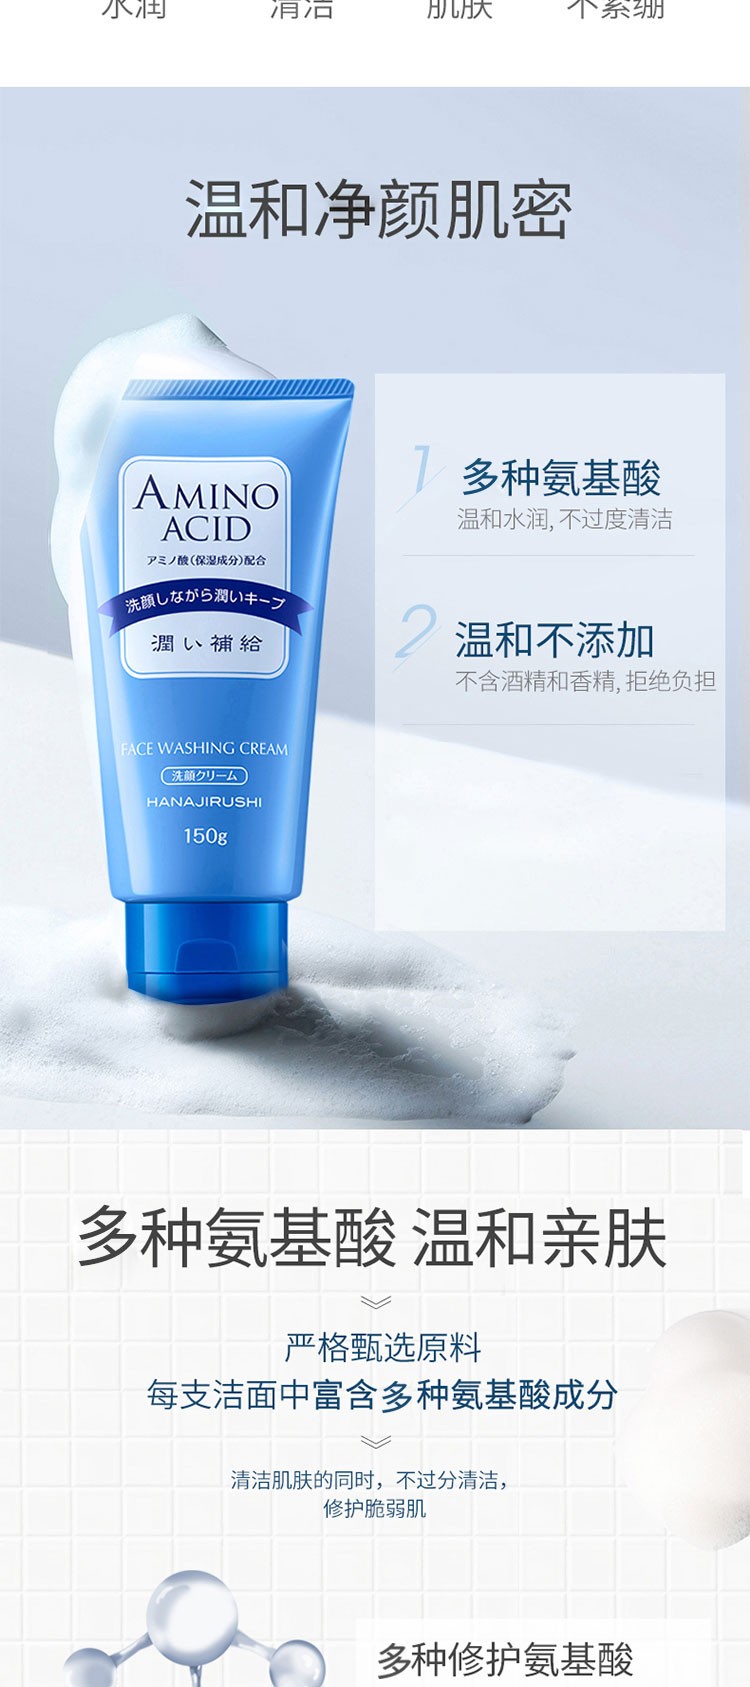 水润 清洁 肌肤 不紧绷
温和净颜肌密
AMINO
ACID
アミノ酸(保湿成分)配合
洗顔しながら潤いキープ
潤い補給
FACE WASHING CREAM
洗顔クリーム
HANAJIRUSHI
150g
1 多种氨基酸
温和水润, 不过度清洁
2 温和不添加
不含酒精和香精, 拒绝负担
多种氨基酸 温和亲肤
严格甄选原料
每支洁面中富含多种氨基酸成分
清洁肌肤的同时，不过分清洁，
修护脆弱肌
多种修护氨基酸